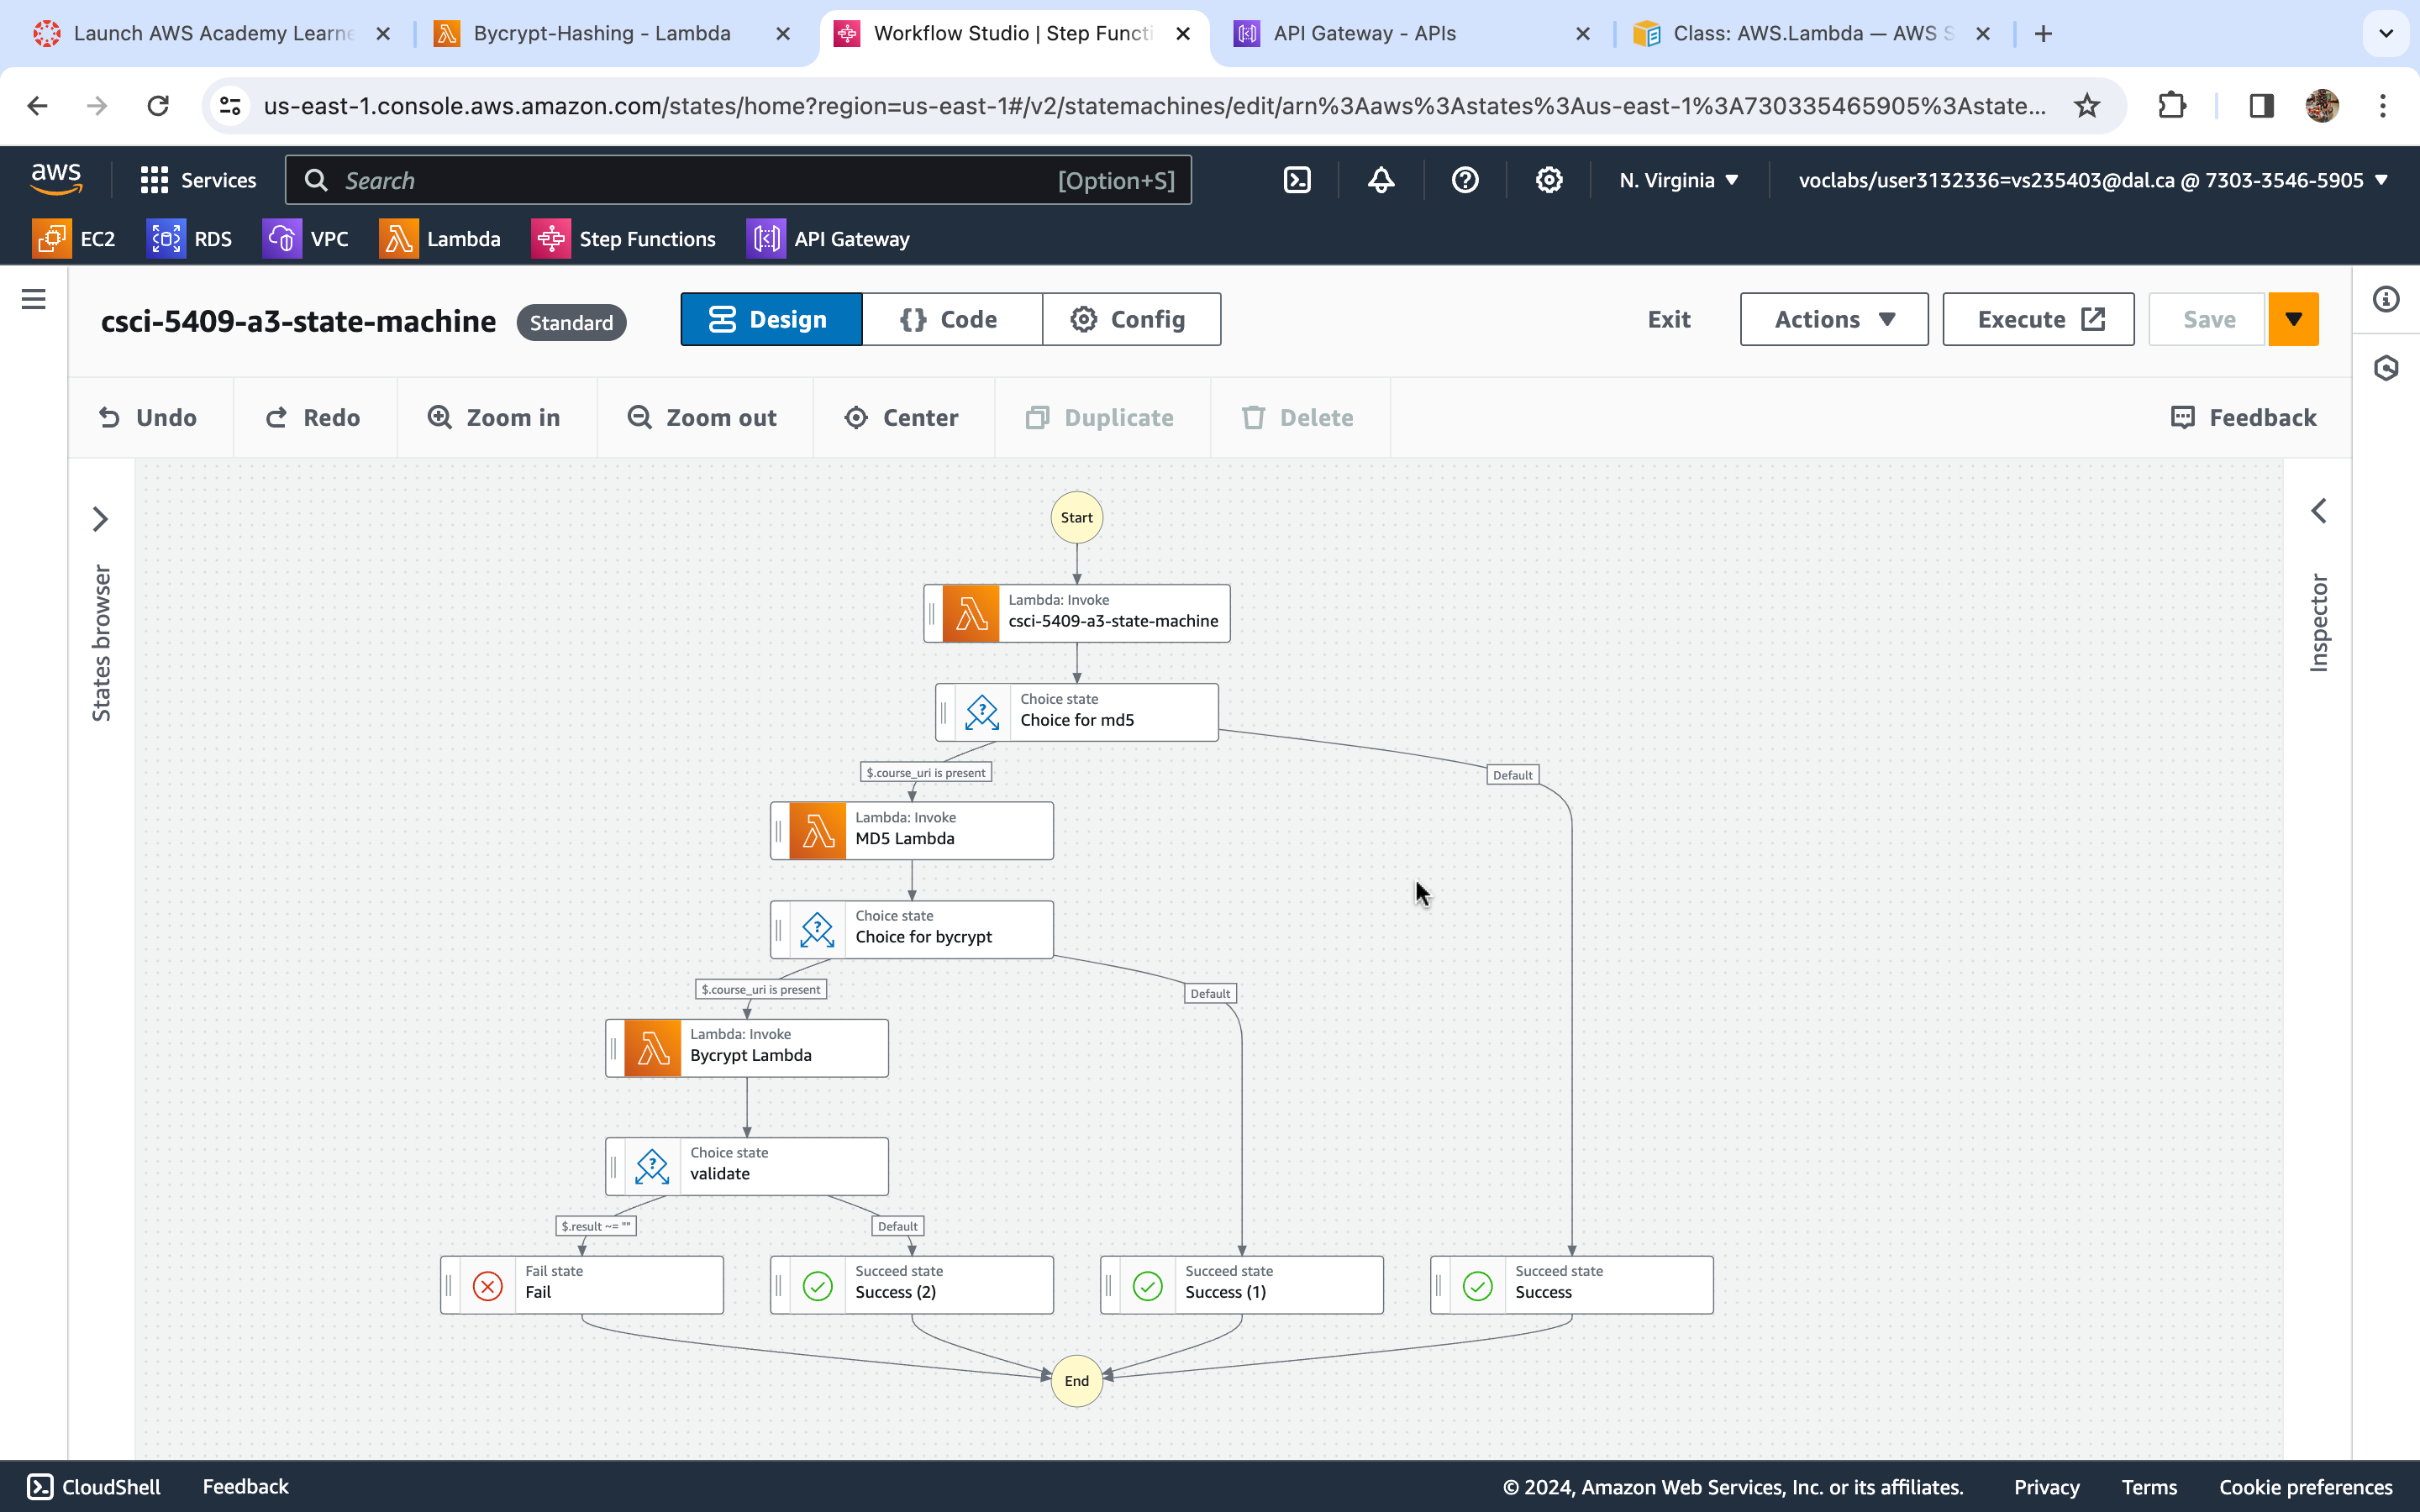 Launch AWS Academy Learne
Bycrypt-Hashing - Lambda
Workflow Studio | Step Functi
API Gateway - APIs
Class: AWS.Lambda — AWS S
us-east-1.console.aws.amazon.com/states/home?region=us-east-1#/v2/statemachines/edit/arn%3Aaws%3Astates%3Aus-east-1%3A730335465905%3Astate...
aws
Services
Search
[Option+S]
N. Virginia
voclabs/user3132336=vs235403@dal.ca @ 7303-3546-5905
EC2
RDS
VPC
Lambda
Step Functions
API Gateway
csci-5409-a3-state-machine
Standard
Design
{} Code
Config
Exit
Actions
Execute
Save
Undo
Redo
Zoom in
Zoom out
Center
Duplicate
Delete
Feedback
States browser
Inspector
Start
Lambda: Invoke
csci-5409-a3-state-machine
Choice state
Choice for md5
$.course_uri is present
Default
Lambda: Invoke
MD5 Lambda
Choice state
Choice for bycrypt
$.course_uri is present
Default
Lambda: Invoke
Bycrypt Lambda
Choice state
validate
$.result ~= ""
Default
Fail state
Fail
Succeed state
Success (2)
Succeed state
Success (1)
Succeed state
Success
End
CloudShell
Feedback
© 2024, Amazon Web Services, Inc. or its affiliates.
Privacy
Terms
Cookie preferences